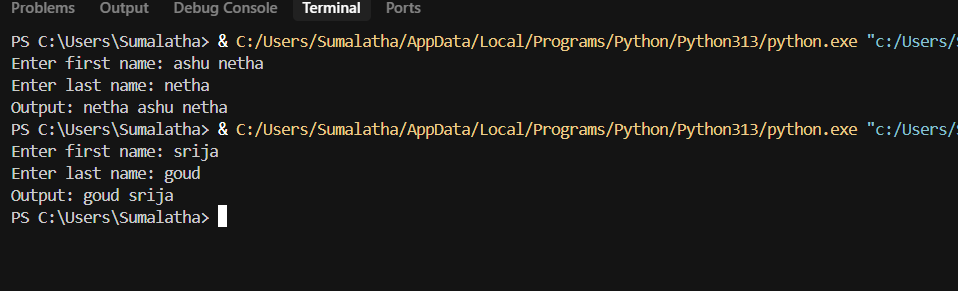 Problems Output Debug Console Terminal Ports
PS C:\Users\Sumalatha> & C:/Users/Sumalatha/AppData/Local/Programs/Python/Python313/python.exe "c:/Users/
Enter first name: ashu netha
Enter last name: netha
Output: netha ashu netha
PS C:\Users\Sumalatha> & C:/Users/Sumalatha/AppData/Local/Programs/Python/Python313/python.exe "c:/Users/
Enter first name: srija
Enter last name: goud
Output: goud srija
PS C:\Users\Sumalatha>